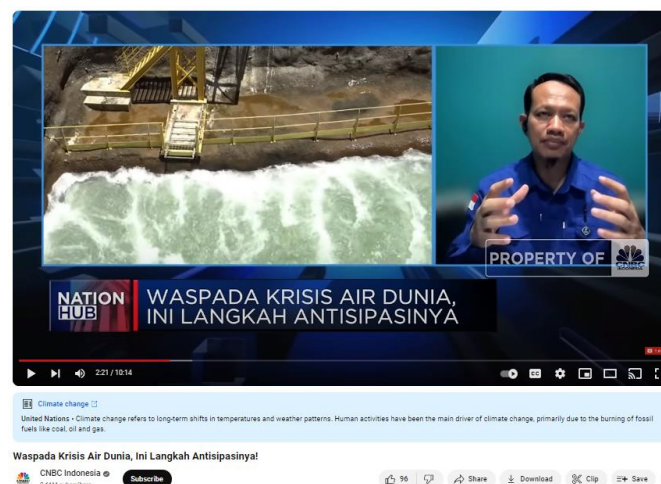 PROPERTY OF
CNBC
INDONESIA
NATION
HUB
WASPADA KRISIS AIR DUNIA,
INI LANGKAH ANTISIPASINYA
2:21 / 10:14
CC
Climate change
United Nations • Climate change refers to long-term shifts in temperatures and weather patterns. Human activities have been the main driver of climate change, primarily due to the burning of fossil
fuels like coal, oil and gas.
Waspada Krisis Air Dunia, Ini Langkah Antisipasinya!
CNBC Indonesia
Subscribe
96
Share
Download
Clip
Save